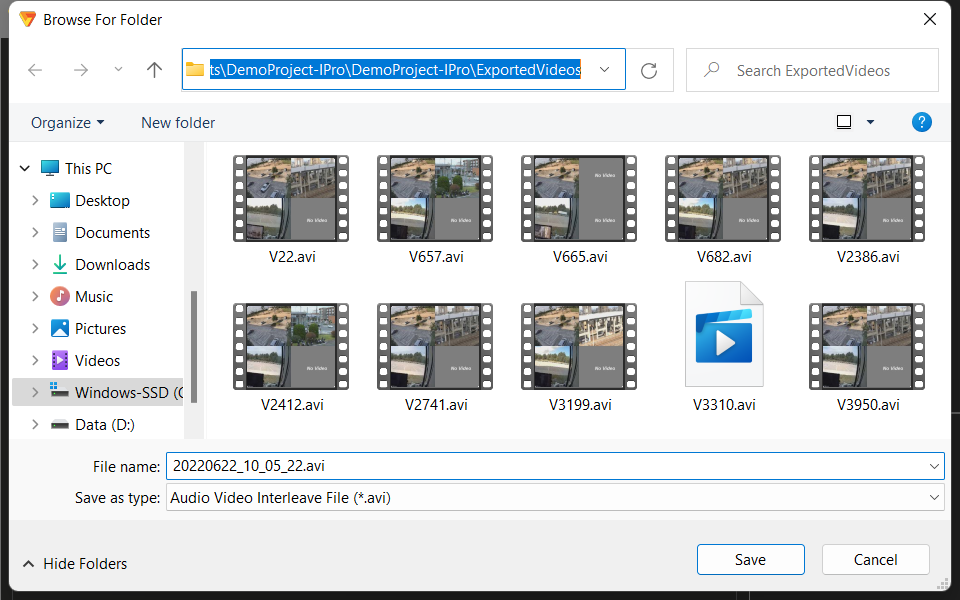 Browse For Folder
ts\DemoProject-IPro\DemoProject-IPro\ExportedVideos
Search ExportedVideos
Organize
New folder
?
This PC
Desktop
Documents
Downloads
Music
Pictures
Videos
Windows-SSD (C
Data (D:)
No Video
No Video
No Video
No Video
No Video
V22.avi
V657.avi
V665.avi
V682.avi
V2386.avi
No Video
No Video
No Video
No Video
No Video
V2412.avi
V2741.avi
V3199.avi
V3310.avi
V3950.avi
File name: 20220622_10_05_22.avi
Save as type: Audio Video Interleave File (*.avi)
Hide Folders
Save
Cancel